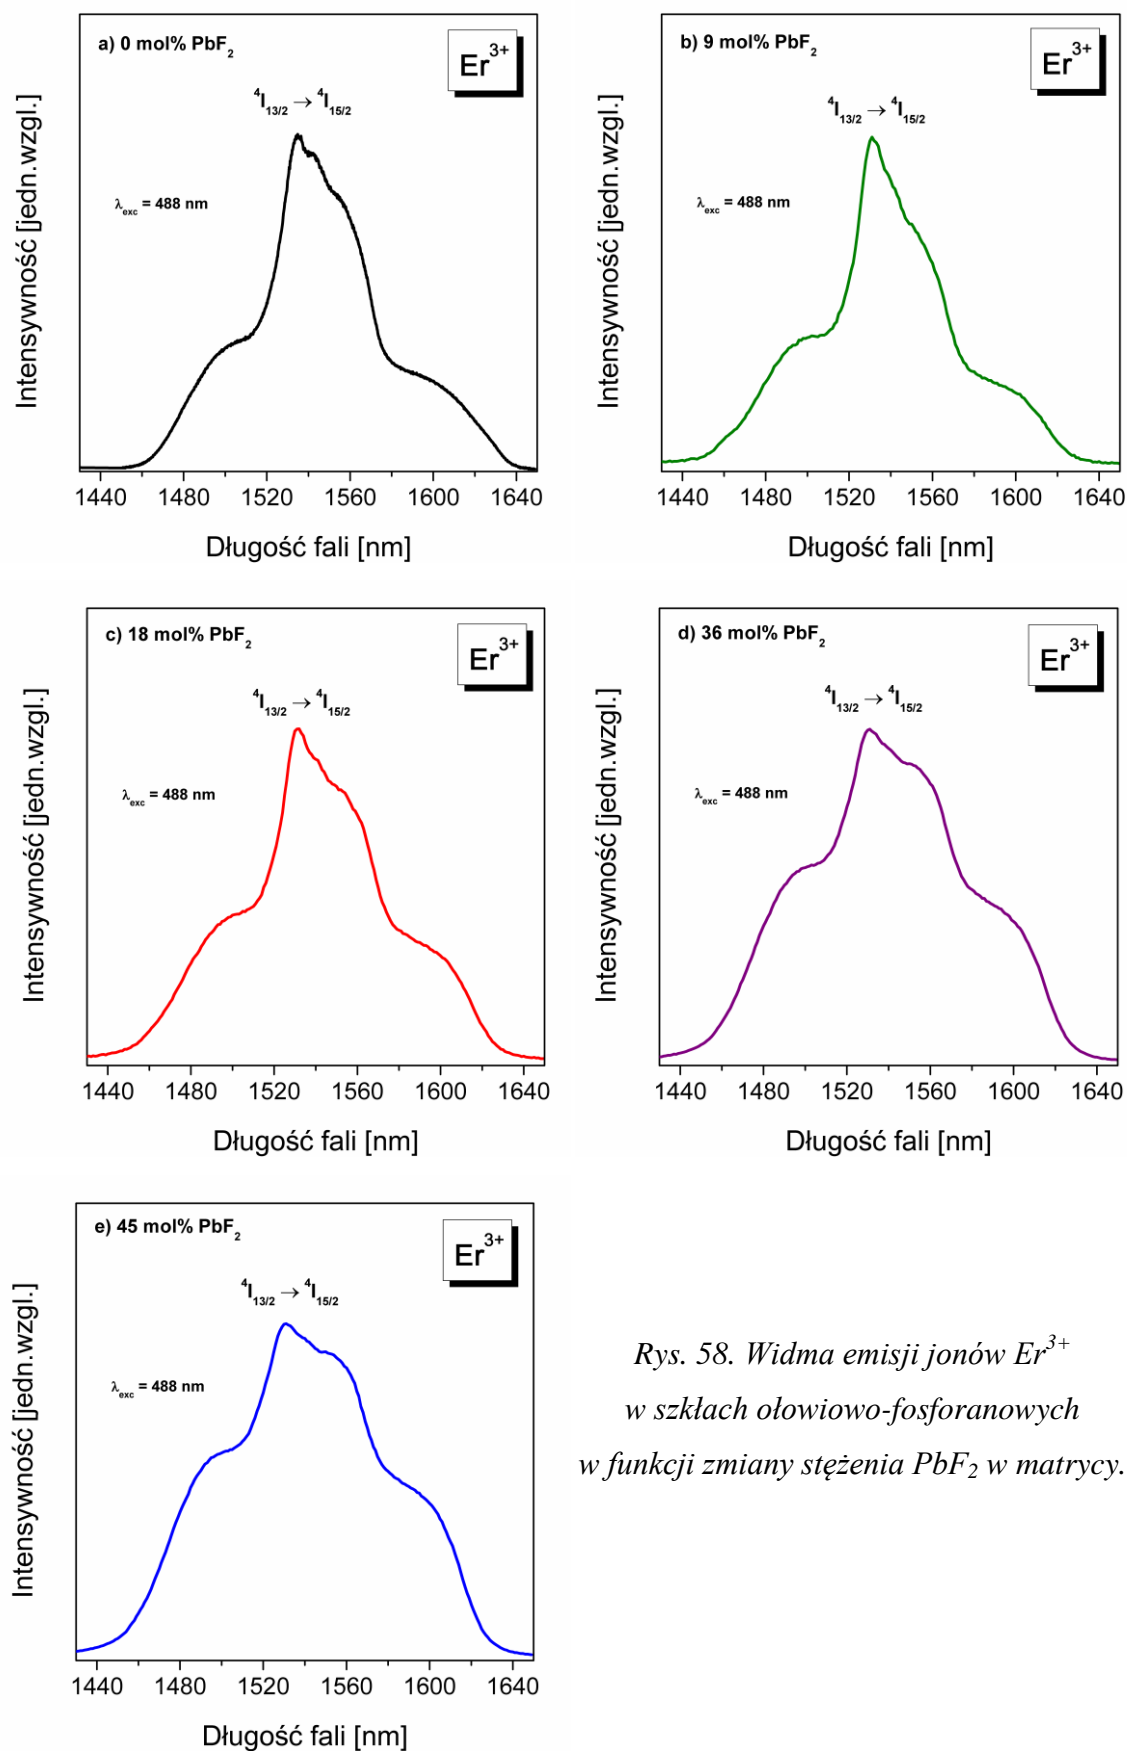 a) 0 mol% PbF2
Er3+
4I13/2 → 4I15/2
λexc = 488 nm
Intensywność [jedn.wzgl.]
1440 1480 1520 1560 1600 1640
Długość fali [nm]
b) 9 mol% PbF2
Er3+
4I13/2 → 4I15/2
λexc = 488 nm
Intensywność [jedn.wzgl.]
1440 1480 1520 1560 1600 1640
Długość fali [nm]
c) 18 mol% PbF2
Er3+
4I13/2 → 4I15/2
λexc = 488 nm
Intensywność [jedn.wzgl.]
1440 1480 1520 1560 1600 1640
Długość fali [nm]
d) 36 mol% PbF2
Er3+
4I13/2 → 4I15/2
λexc = 488 nm
Intensywność [jedn.wzgl.]
1440 1480 1520 1560 1600 1640
Długość fali [nm]
e) 45 mol% PbF2
Er3+
4I13/2 → 4I15/2
λexc = 488 nm
Intensywność [jedn.wzgl.]
1440 1480 1520 1560 1600 1640
Długość fali [nm]
Rys. 58. Widma emisji jonów Er3+
w szkłach ołowiowo-fosforanowych
w funkcji zmiany stężenia PbF2 w matrycy.